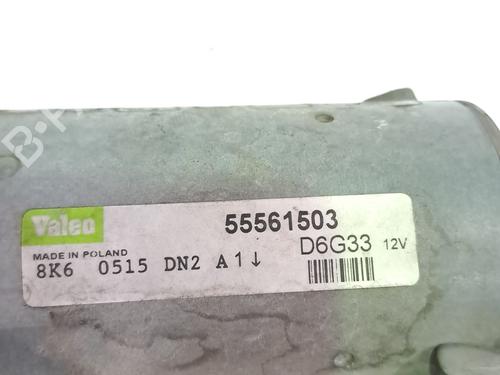 Valeo
55561503
MADE IN POLAND
D6G33 12V
8K6 0515 DN2 A1↓